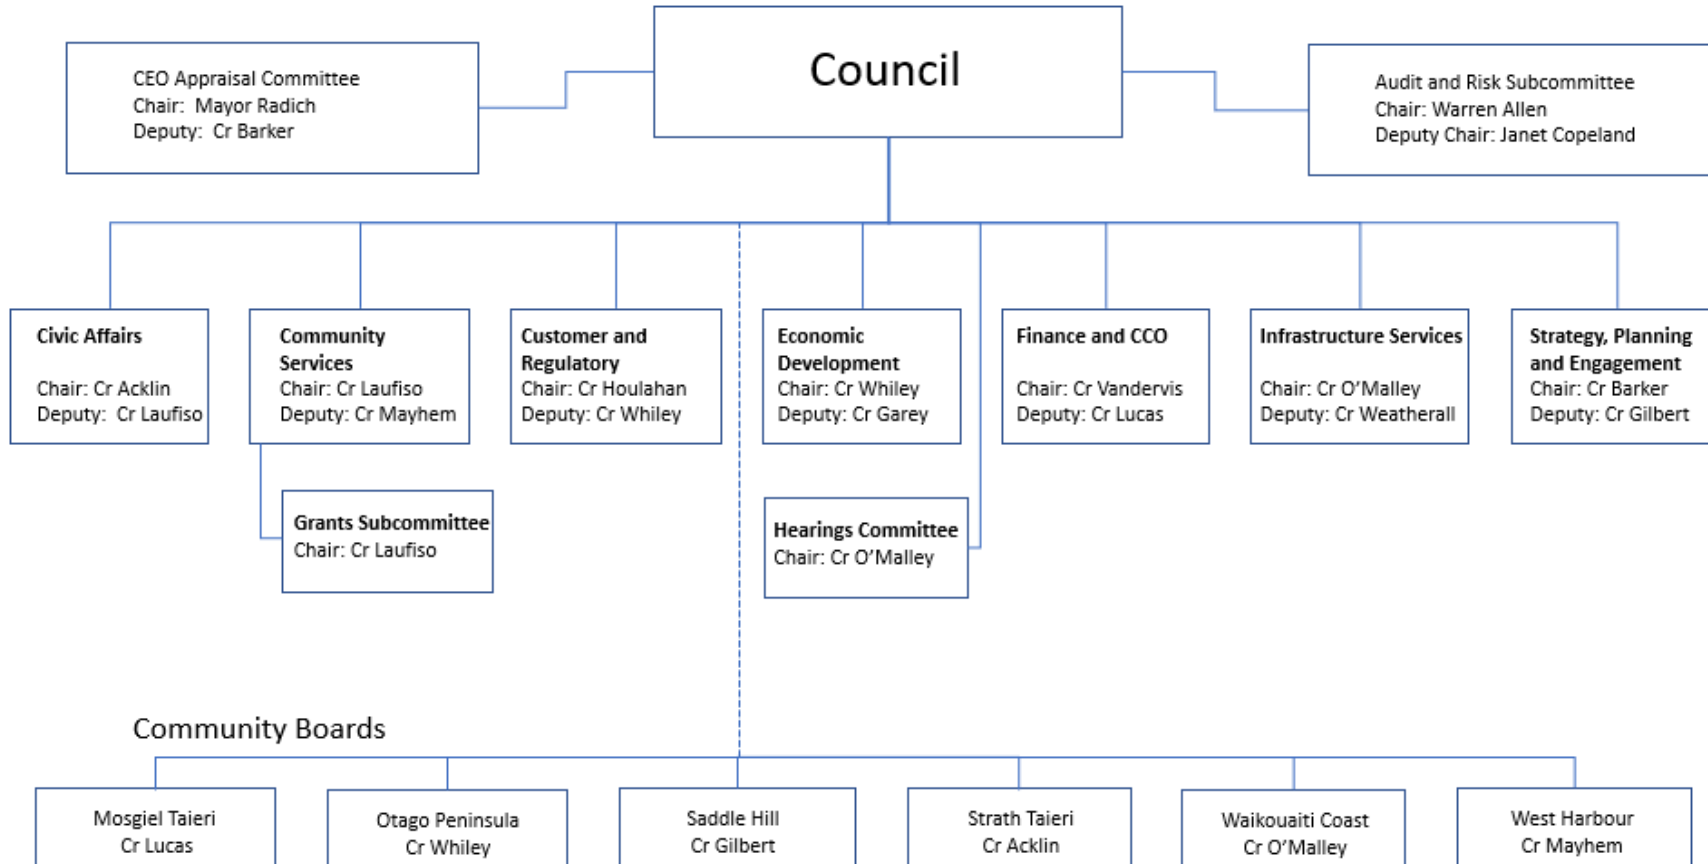 Council
CEO Appraisal Committee
Chair: Mayor Radich
Deputy: Cr Barker
Audit and Risk Subcommittee
Chair: Warren Allen
Deputy Chair: Janet Copeland
Civic Affairs
Chair: Cr Acklin
Deputy: Cr Laufiso
Community
Services
Chair: Cr Laufiso
Deputy: Cr Mayhem
Customer and
Regulatory
Chair: Cr Houlahan
Deputy: Cr Whiley
Economic
Development
Chair: Cr Whiley
Deputy: Cr Garey
Finance and CCO
Chair: Cr Vandervis
Deputy: Cr Lucas
Infrastructure Services
Chair: Cr O’Malley
Deputy: Cr Weatherall
Strategy, Planning
and Engagement
Chair: Cr Barker
Deputy: Cr Gilbert
Grants Subcommittee
Chair: Cr Laufiso
Hearings Committee
Chair: Cr O’Malley
Community Boards
Mosgiel Taieri
Cr Lucas
Otago Peninsula
Cr Whiley
Saddle Hill
Cr Gilbert
Strath Taieri
Cr Acklin
Waikouaiti Coast
Cr O’Malley
West Harbour
Cr Mayhem